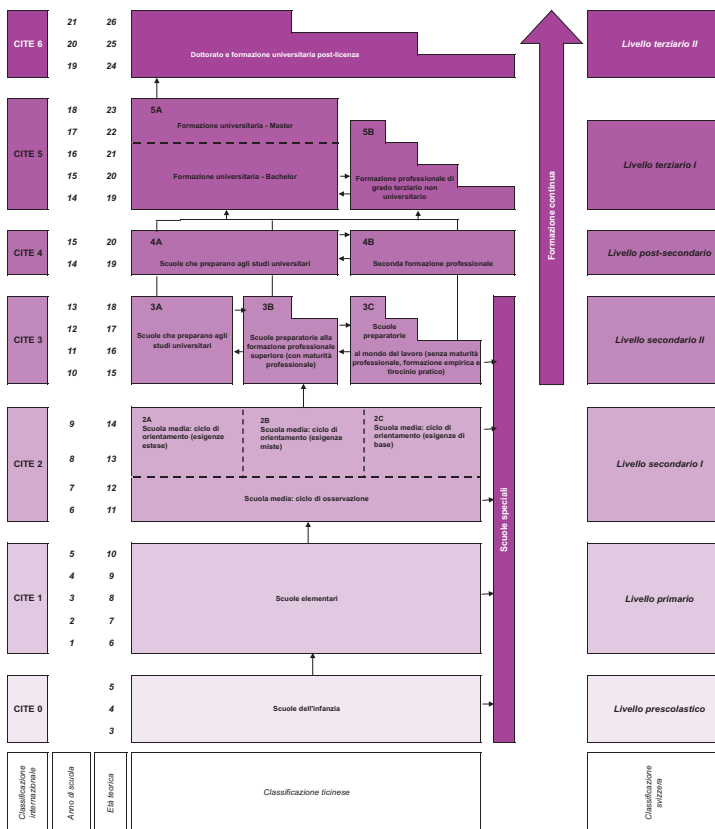 CITE 6
21 26
20 25
19 24
Dottorato e formazione universitaria post-licenza
Livello terziario II
CITE 5
18 23
17 22
16 21
15 20
14 19
5A
Formazione universitaria - Master
Formazione universitaria - Bachelor
5B
Formazione professionale di
grado terziario non
universitario
Livello terziario I
Formazione continua
CITE 4
15 20
14 19
4A
Scuole che preparano agli studi universitari
4B
Seconda formazione professionale
Livello post-secondario
CITE 3
13 18
12 17
11 16
10 15
3A
Scuole che preparano agli
studi universitari
3B
Scuole preparatorie alla
formazione professionale
superiore (con maturità
professionale)
3C
Scuole
preparatorie
al mondo del lavoro (senza maturità
professionale, formazione empirica e
tirocinio pratico)
Livello secondario II
CITE 2
9 14
8 13
7 12
6 11
2A
Scuola media: ciclo di
orientamento (esigenze
estese)
2B
Scuola media: ciclo di
orientamento (esigenze
miste)
2C
Scuola media: ciclo di
orientamento (esigenze di
base)
Scuola media: ciclo di osservazione
Livello secondario I
Scuole speciali
CITE 1
5 10
4 9
3 8
2 7
1 6
Scuole elementari
Livello primario
CITE 0
5
4
3
Scuole dell'infanzia
Livello prescolastico
Classificazione
internazionale
Anno di scuola
Età teorica
Classificazione ticinese
Classificazione
svizzera